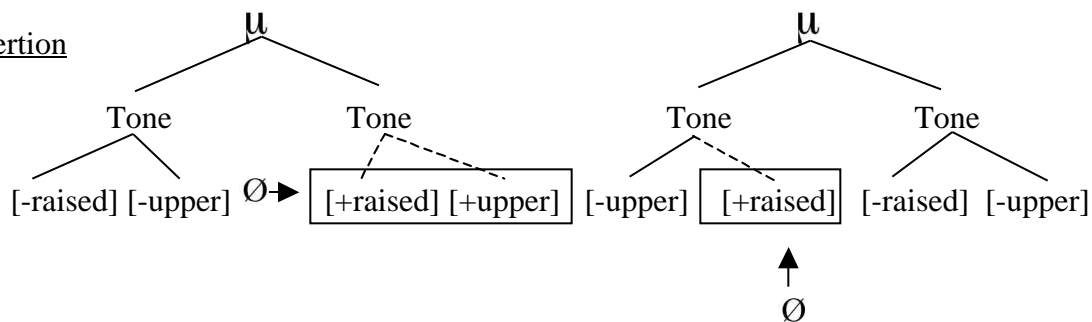 μ μ
ertion
Tone Tone Tone Tone
[-raised] [-upper] Ø [+raised] [+upper] [-upper] [+raised] [-raised] [-upper]
Ø